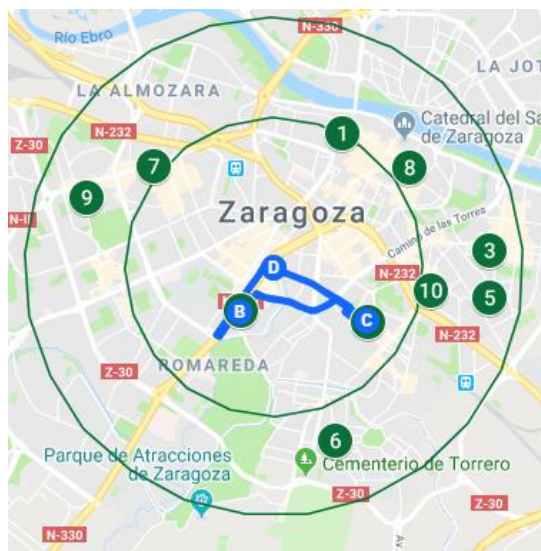 N-330
Río Ebro
LA JOT
LA ALMOZARA
Catedral del Sa
de Zaragoza
N-232
Z-30
1
7
8
9
Zaragoza
Camino de las Torres
N-II
3
D
N-232
10
5
B
C
N-232
ROMAREDA
Z-30
6
Parque de Atracciones
de Zaragoza
Cementerio de Torrero
Z-30
N-330
Av